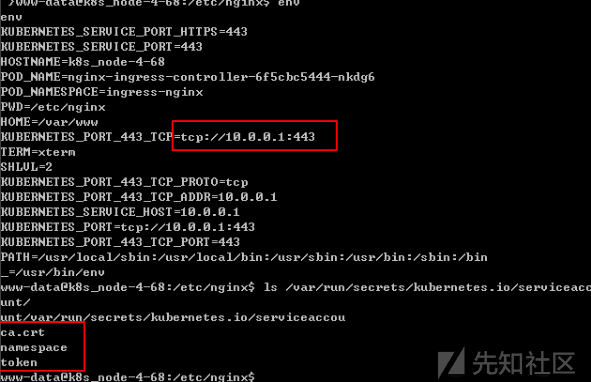 }www-data@k8s_node-4-68:/etc/nginx$ env
env
KUBERNETES_SERVICE_PORT_HTTPS=443
KUBERNETES_SERVICE_PORT=443
HOSTNAME=k8s_node-4-68
POD_NAME=nginx-ingress-controller-6f5cbc5444-nkdg6
POD_NAMESPACE=ingress-nginx
PWD=/etc/nginx
HOME=/var/www
KUBERNETES_PORT_443_TCP=tcp://10.0.0.1:443
TERM=xterm
SHLVL=2
KUBERNETES_PORT_443_TCP_PROTO=tcp
KUBERNETES_PORT_443_TCP_ADDR=10.0.0.1
KUBERNETES_SERVICE_HOST=10.0.0.1
KUBERNETES_PORT=tcp://10.0.0.1:443
KUBERNETES_PORT_443_TCP_PORT=443
PATH=/usr/local/sbin:/usr/local/bin:/usr/sbin:/usr/bin:/sbin:/bin
_=/usr/bin/env
www-data@k8s_node-4-68:/etc/nginx$ ls /var/run/secrets/kubernetes.io/serviceacco
unt/
unt/var/run/secrets/kubernetes.io/serviceaccou
ca.crt
namespace
token
www-data@k8s_node-4-68:/etc/nginx$
先知社区